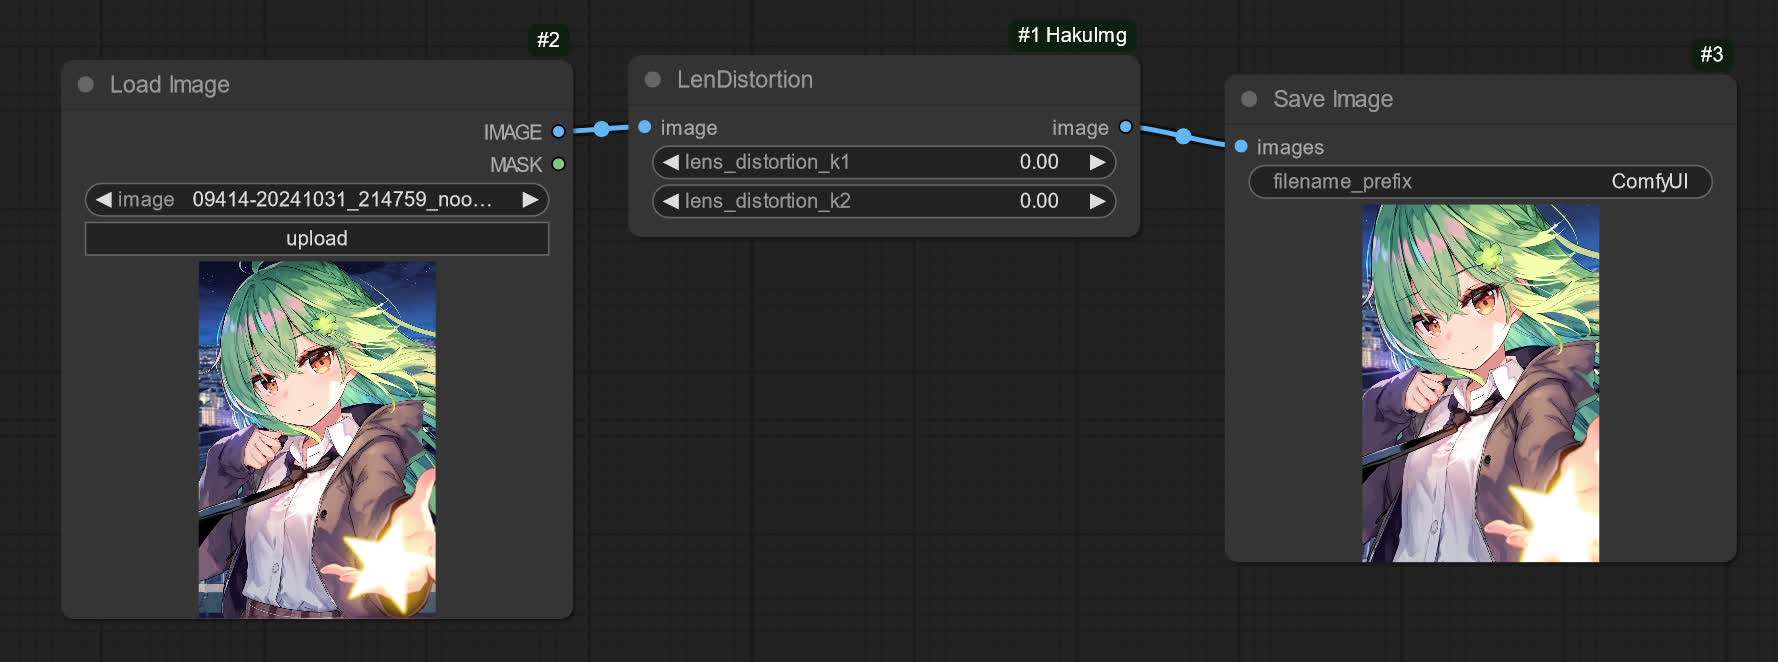 #2
Load Image
IMAGE
MASK
image 09414-20241031_214759_noo...
upload
#1 HakuImg
LenDistortion
image image
lens_distortion_k1 0.00
lens_distortion_k2 0.00
#3
Save Image
images
filename_prefix ComfyUI